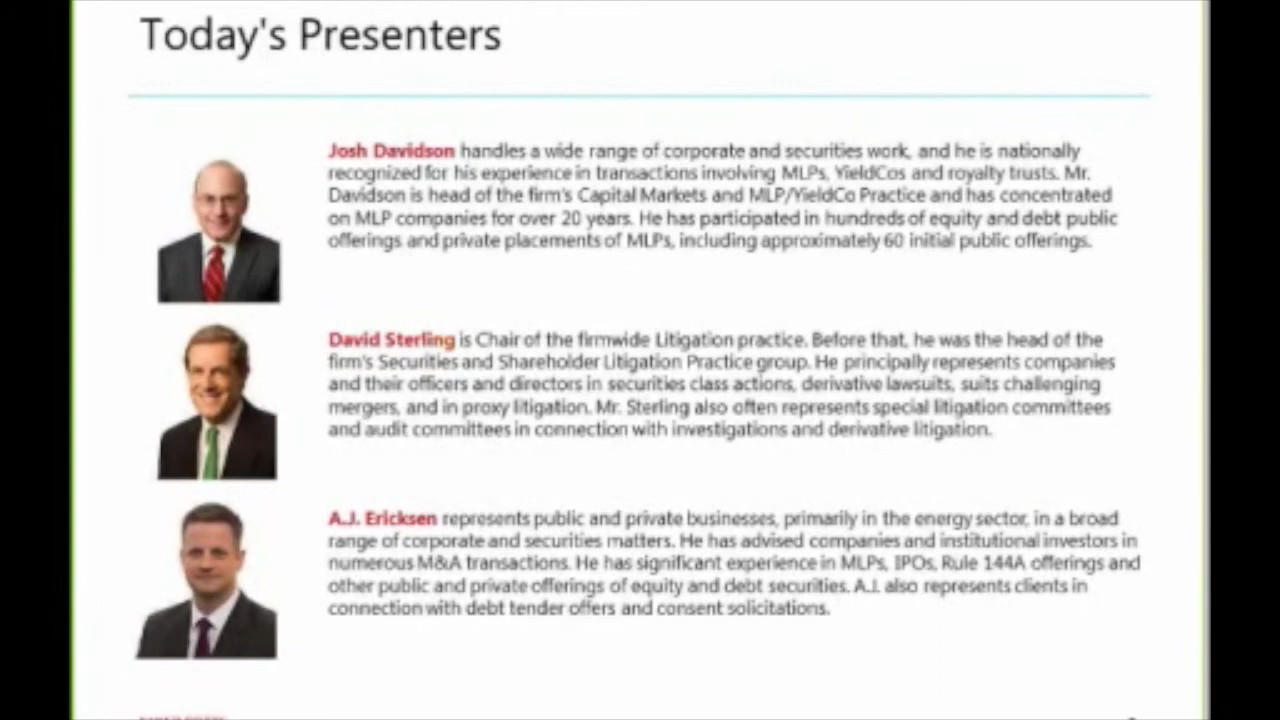 Today's Presenters
Josh Davidson handles a wide range of corporate and securities work, and he is nationally
recognized for his experience in transactions involving MLPs, YieldCos and royalty trusts. Mr.
Davidson is head of the firm's Capital Markets and MLP/YieldCo Practice and has concentrated
on MLP companies for over 20 years. He has participated in hundreds of equity and debt public
offerings and private placements of MLPs, including approximately 60 initial public offerings.
David Sterling is Chair of the firmwide Litigation practice. Before that, he was the head of the
firm's Securities and Shareholder Litigation Practice group. He principally represents companies
and their officers and directors in securities class actions, derivative lawsuits, suits challenging
mergers, and in proxy litigation. Mr. Sterling also often represents special litigation committees
and audit committees in connection with investigations and derivative litigation.
A.J. Ericksen represents public and private businesses, primarily in the energy sector, in a broad
range of corporate and securities matters. He has advised companies and institutional investors in
numerous M&A transactions. He has significant experience in MLPs, IPOs, Rule 144A offerings and
other public and private offerings of equity and debt securities. A.J. also represents clients in
connection with debt tender offers and consent solicitations.